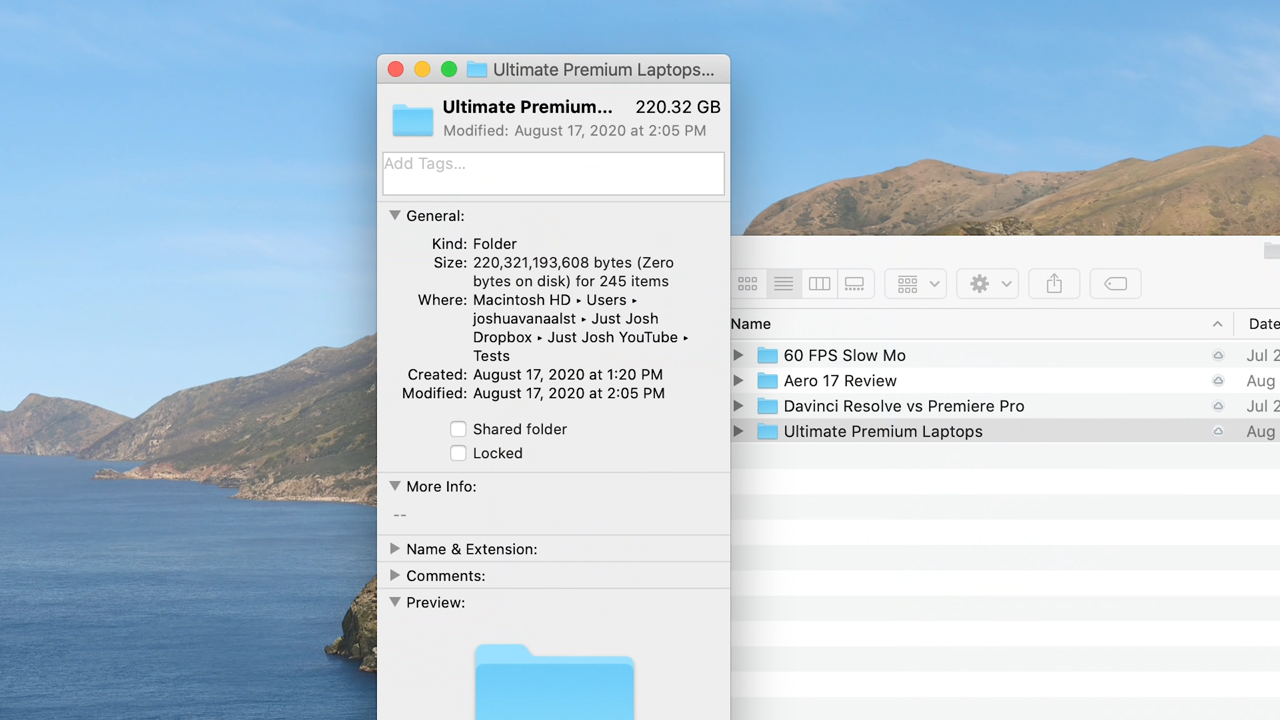 Ultimate Premium Laptops...
Ultimate Premium... 220.32 GB
Modified: August 17, 2020 at 2:05 PM
Add Tags...
General:
Kind: Folder
Size: 220,321,193,608 bytes (Zero
bytes on disk) for 245 items
Where: Macintosh HD ▸ Users ▸
joshuavanaalst ▸ Just Josh
Dropbox ▸ Just Josh YouTube ▸
Tests
Created: August 17, 2020 at 1:20 PM
Modified: August 17, 2020 at 2:05 PM
Shared folder
Locked
More Info:
--
Name & Extension:
Comments:
Preview:
Name Date
60 FPS Slow Mo Jul 2
Aero 17 Review Aug
Davinci Resolve vs Premiere Pro Jul 2
Ultimate Premium Laptops Aug